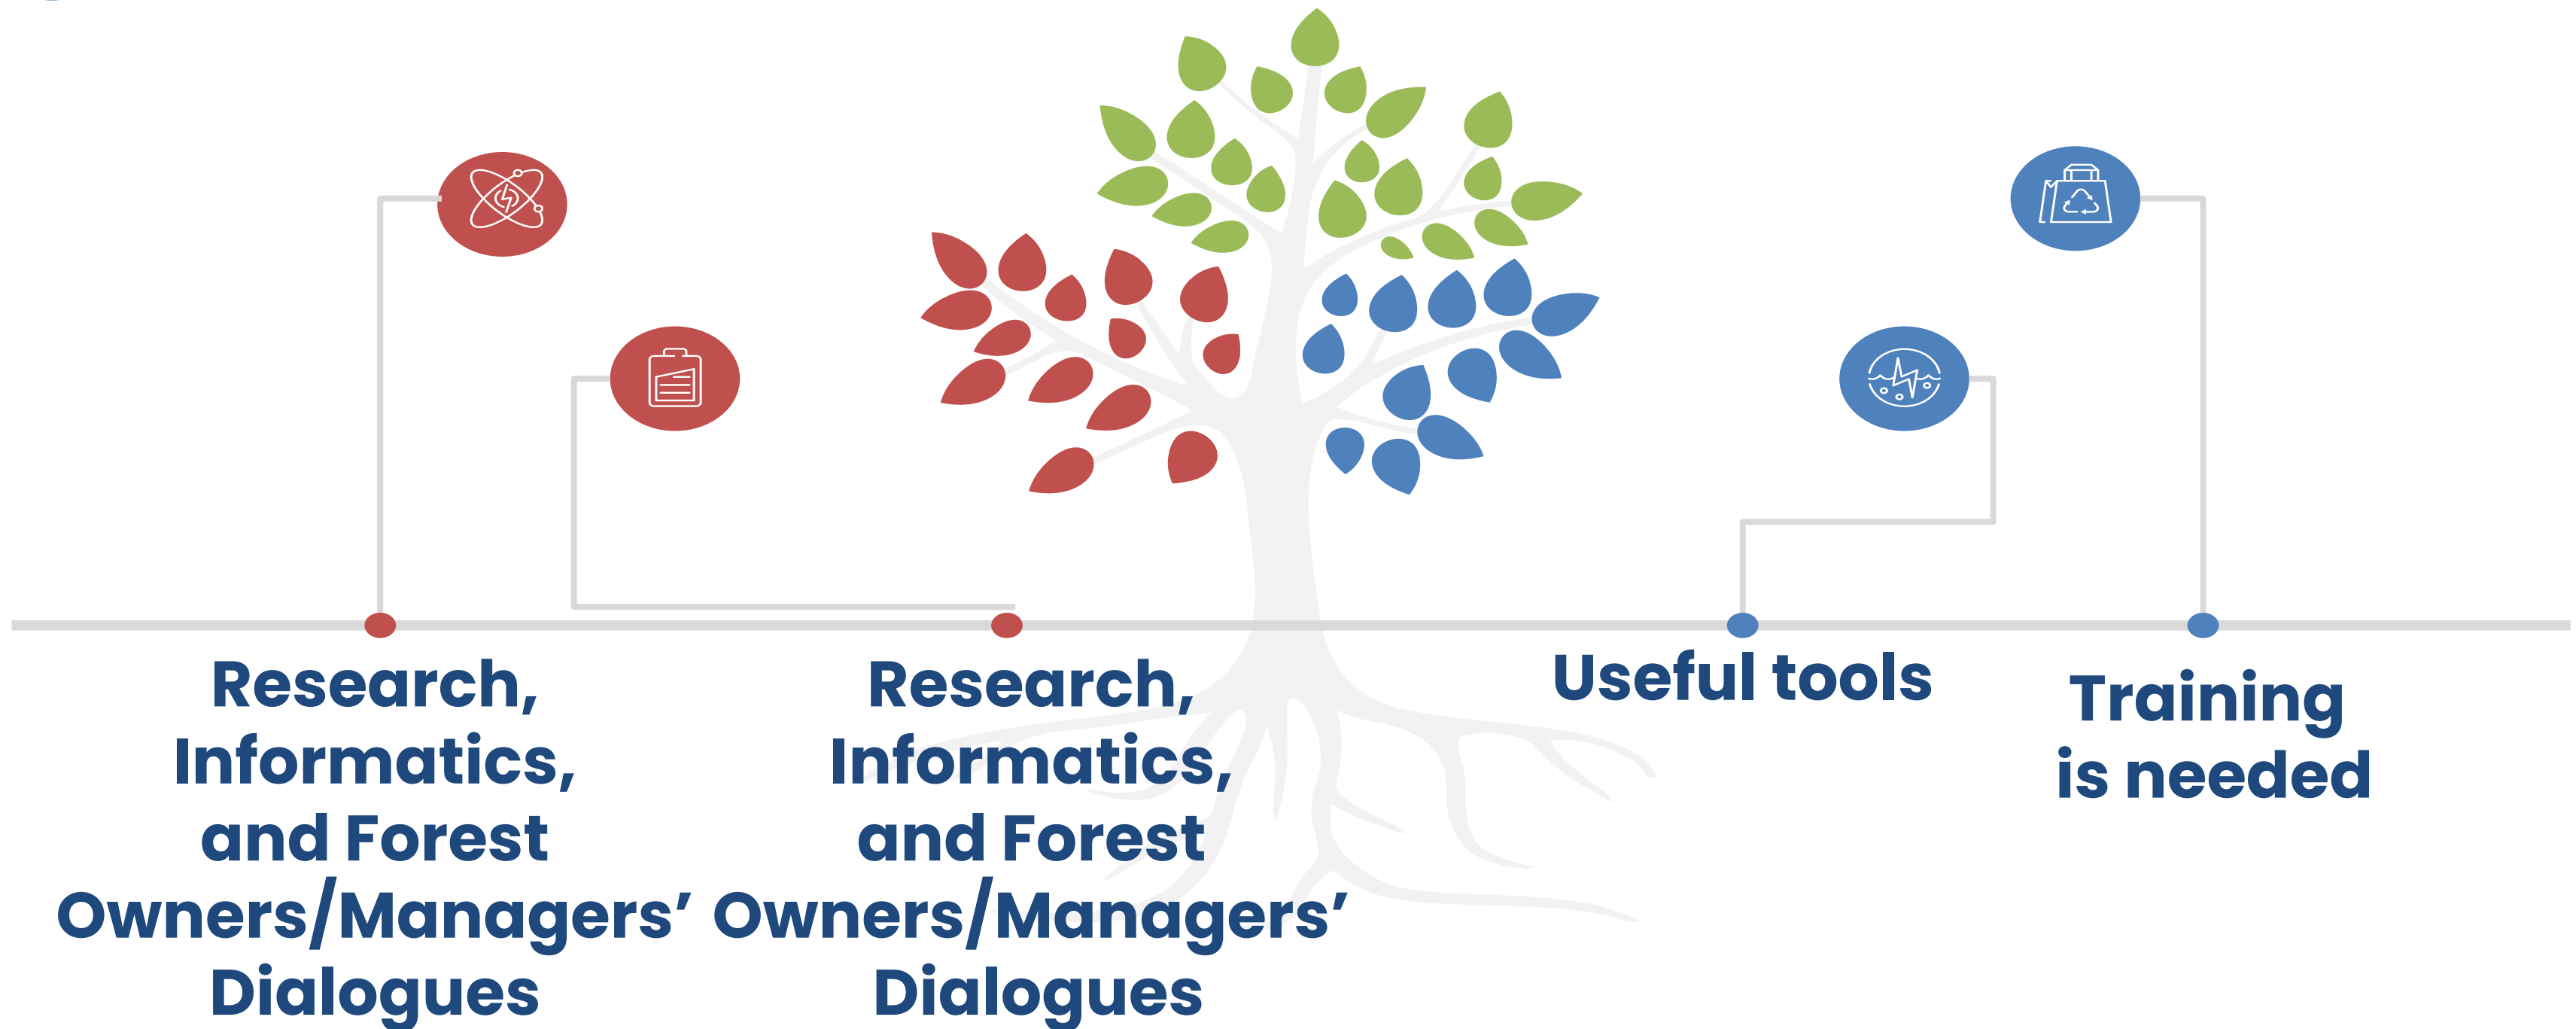 Research,
Informatics,
and Forest
Owners/Managers’
Dialogues
Research,
Informatics,
and Forest
Owners/Managers’
Dialogues
Useful tools
Training
is needed